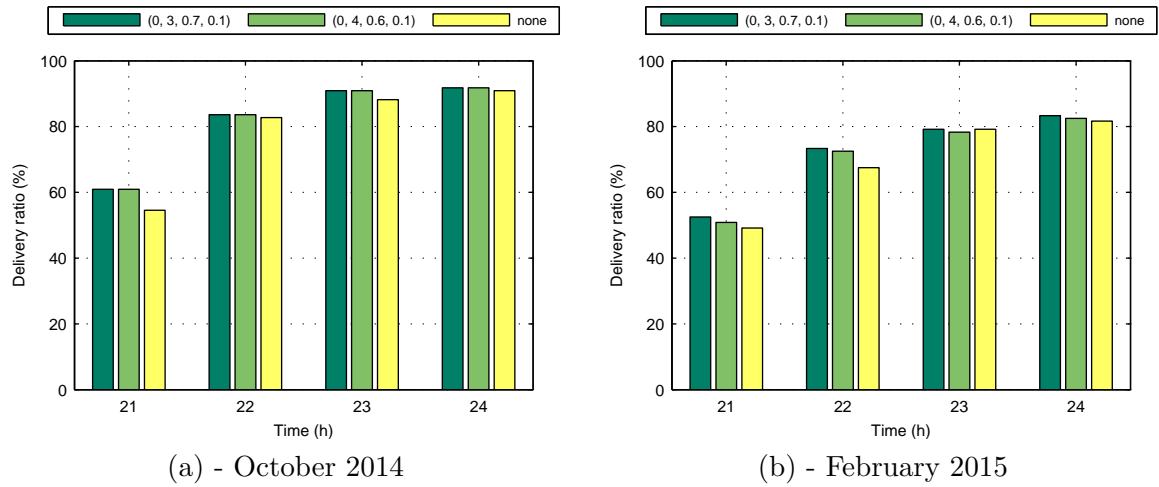 (0, 3, 0.7, 0.1) (0, 4, 0.6, 0.1) none
100
80
60
40
20
0
Delivery ratio (%)
21 22 23 24
Time (h)
(a) - October 2014
(0, 3, 0.7, 0.1) (0, 4, 0.6, 0.1) none
100
80
60
40
20
0
Delivery ratio (%)
21 22 23 24
Time (h)
(b) - February 2015